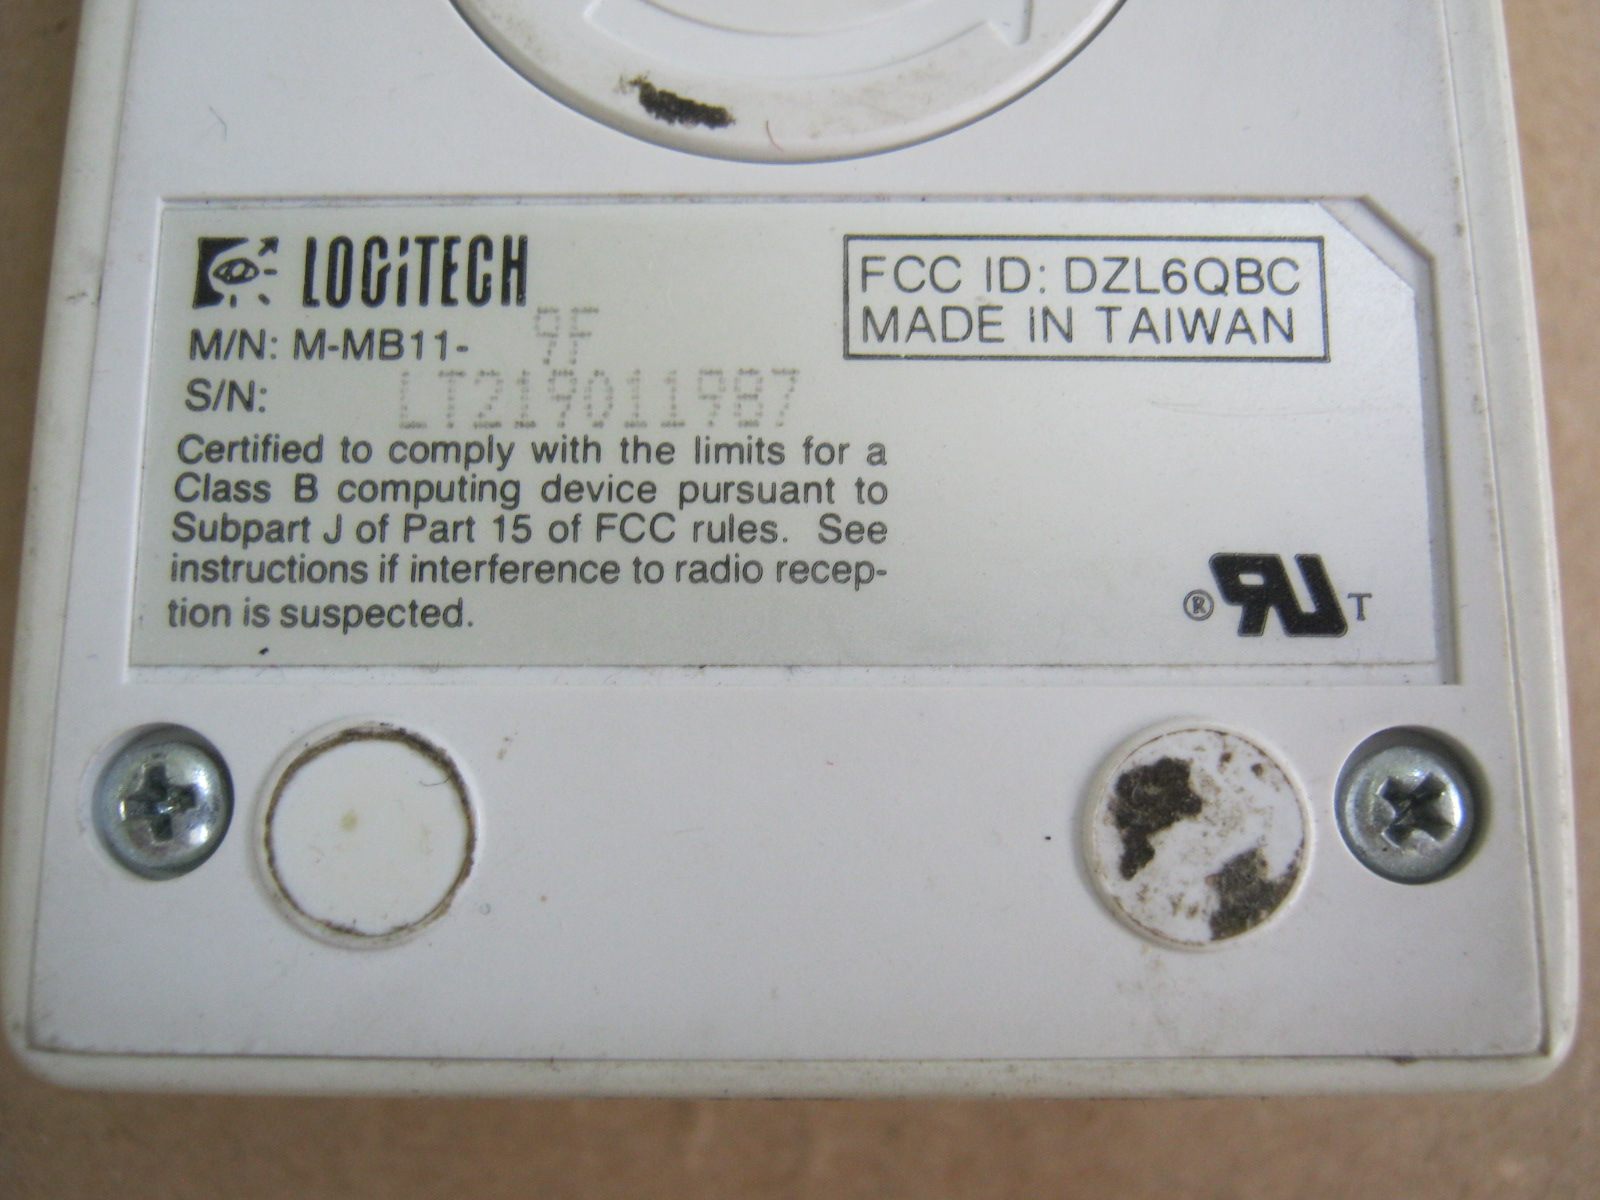 LOGiTECH
M/N: M-MB11-9F
S/N: LT2190119B7
FCC ID: DZL6QBC
MADE IN TAIWAN
Certified to comply with the limits for a
Class B computing device pursuant to
Subpart J of Part 15 of FCC rules. See
instructions if interference to radio recep-
tion is suspected.
® RU T